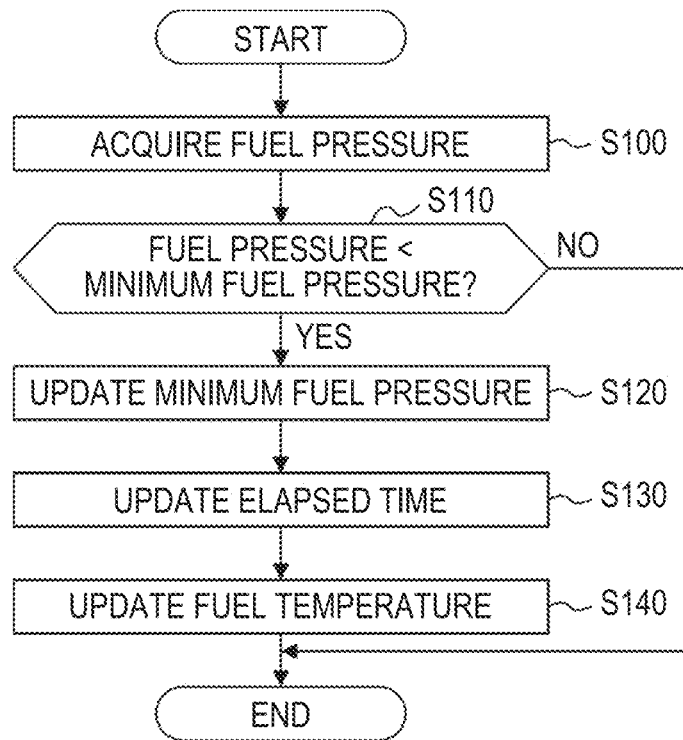 START
ACQUIRE FUEL PRESSURE
S100
S110
FUEL PRESSURE <
MINIMUM FUEL PRESSURE?
NO
YES
UPDATE MINIMUM FUEL PRESSURE
S120
UPDATE ELAPSED TIME
S130
UPDATE FUEL TEMPERATURE
S140
END